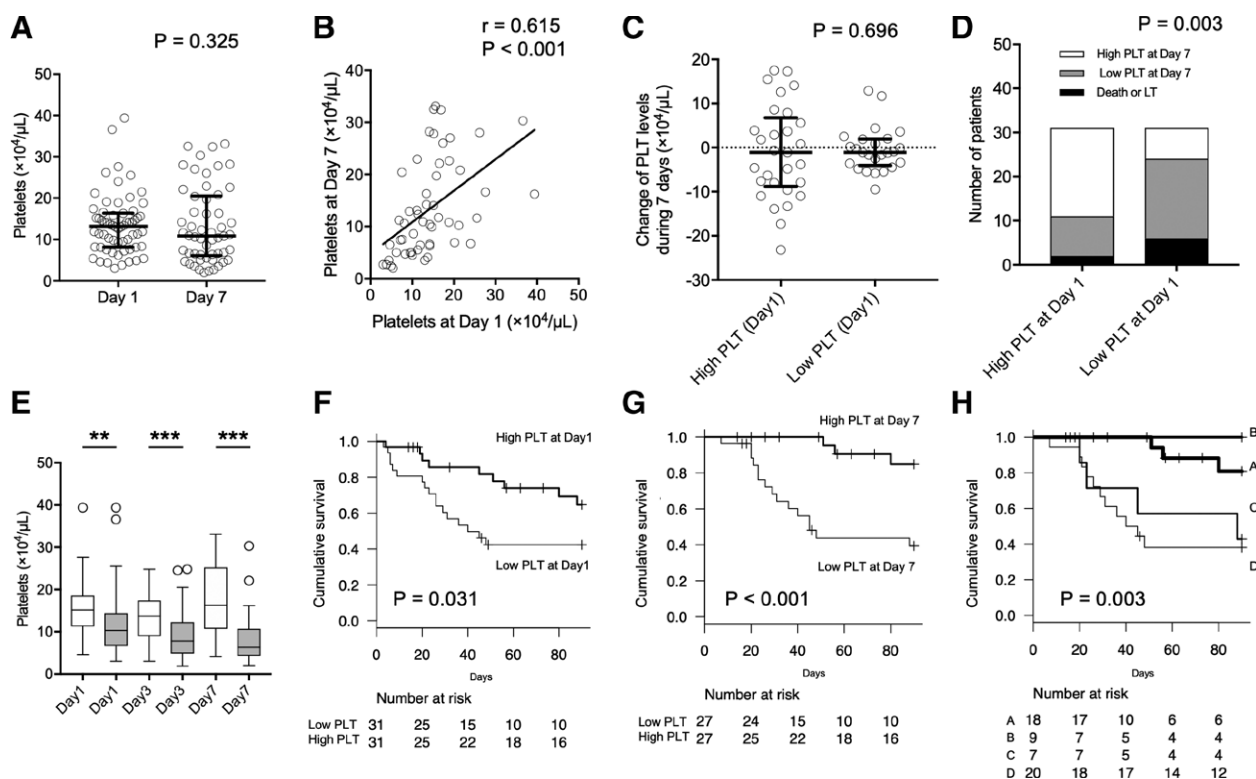 A
P = 0.325
Platelets (×10⁴/μL)
50
40
30
20
10
0
Day 1
Day 7
B
r = 0.615
P < 0.001
Platelets at Day 7 (×10⁴/μL)
40
30
20
10
0
0
10
20
30
40
50
Platelets at Day 1 (×10⁴/μL)
C
P = 0.696
Change of PLT levels
during 7 days (×10⁴/μL)
20
10
0
-10
-20
-30
High PLT (Day1)
Low PLT (Day1)
D
P = 0.003
Number of patients
50
40
30
20
10
0
High PLT at Day 7
Low PLT at Day 7
Death or LT
High PLT at Day 1
Low PLT at Day 1
E
** *** ***
Platelets (×10⁴/μL)
50
40
30
20
10
0
Day1
Day1
Day3
Day3
Day7
Day7
F
High PLT at Day1
Low PLT at Day1
Cumulative survival
1.0
0.8
0.6
0.4
0.2
0.0
P = 0.031
0 20 40 60 80
Days
Number at risk
Low PLT 31 25 15 10 10
High PLT 31 25 22 18 16
G
High PLT at Day 7
Low PLT at Day 7
Cumulative survival
1.0
0.8
0.6
0.4
0.2
0.0
P < 0.001
0 20 40 60 80
Days
Number at risk
Low PLT 27 24 15 10 10
High PLT 27 25 22 18 16
H
B
A
C
D
Cumulative survival
1.0
0.8
0.6
0.4
0.2
0.0
P = 0.003
0 20 40 60 80
Days
Number at risk
A 18 17 10 6 6
B 9 7 5 4 4
C 7 7 5 4 4
D 20 18 17 14 12